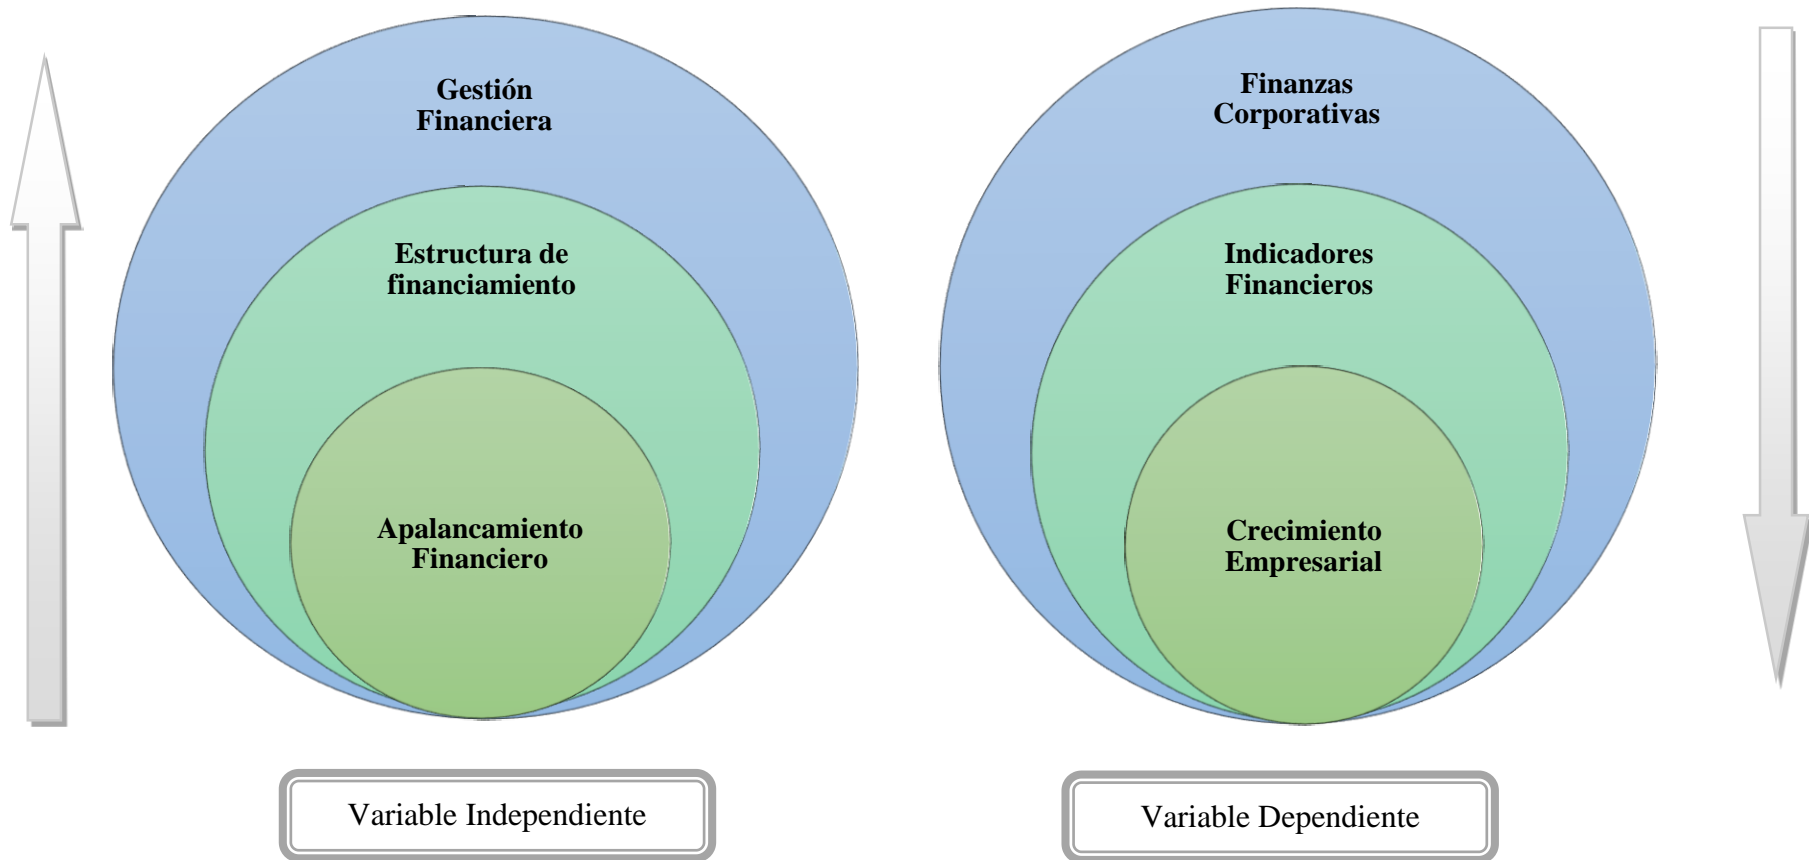 Gestión
Financiera
Estructura de
financiamiento
Apalancamiento
Financiero
Variable Independiente
Finanzas
Corporativas
Indicadores
Financieros
Crecimiento
Empresarial
Variable Dependiente